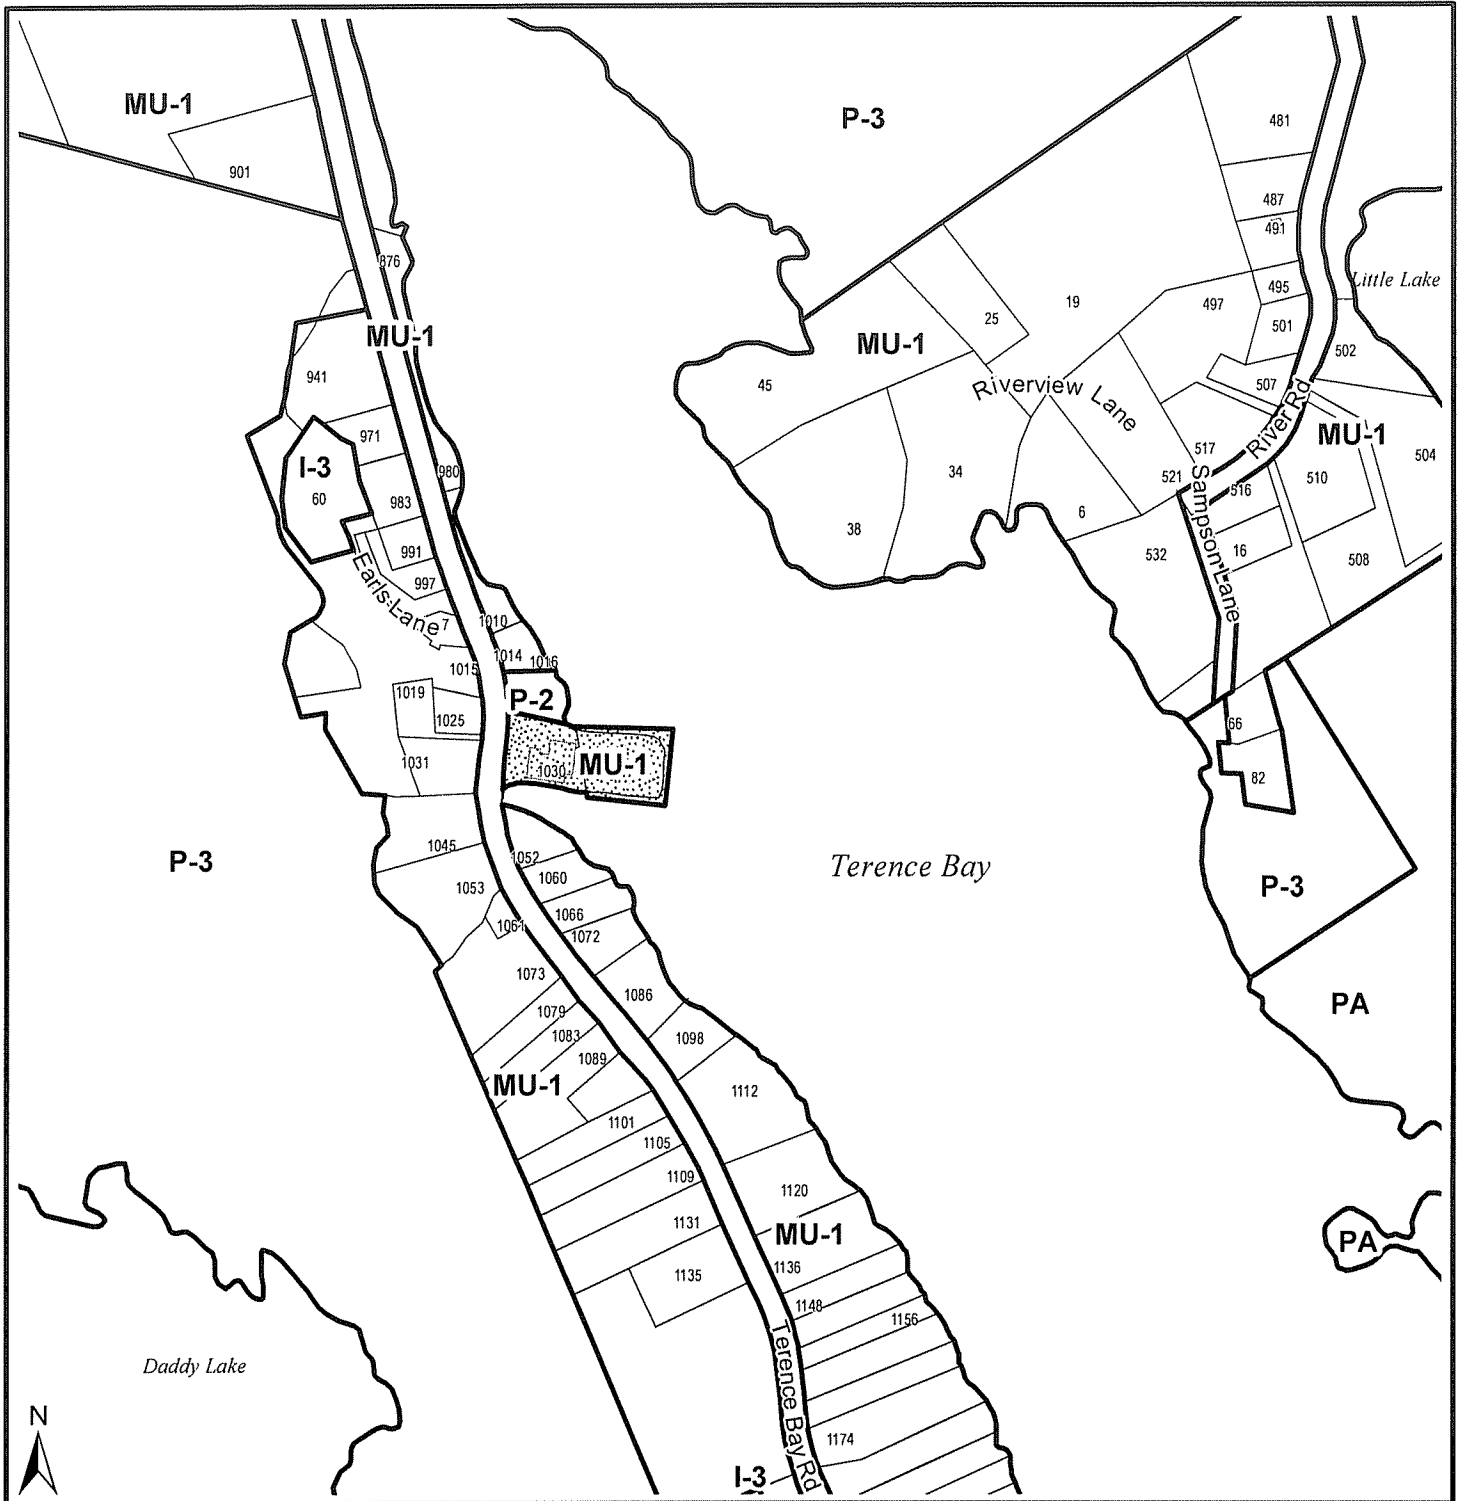 MU-1
P-3
481
901
487
491
876
Little Lake
495
19
497
25
501
MU-1
MU-1
502
941
45
Riverview Lane
507
River Rd
971
MU-1
517
504
I-3
60
980
34
521
510
983
516
38
6
991
532
16
508
Sampson Lane
Earls Lane
997
7
1010
1014
1016
1015
1019
P-2
1025
66
1031
1030
MU-1
82
1045
1052
P-3
Terence Bay
1060
1053
P-3
1066
1061
1072
1073
1086
PA
1079
1083
1098
1089
MU-1
1112
1101
1105
1109
1120
1131
MU-1
PA
1136
1135
1148
1156
Terence Bay Rd
Daddy Lake
N
1174
I-3